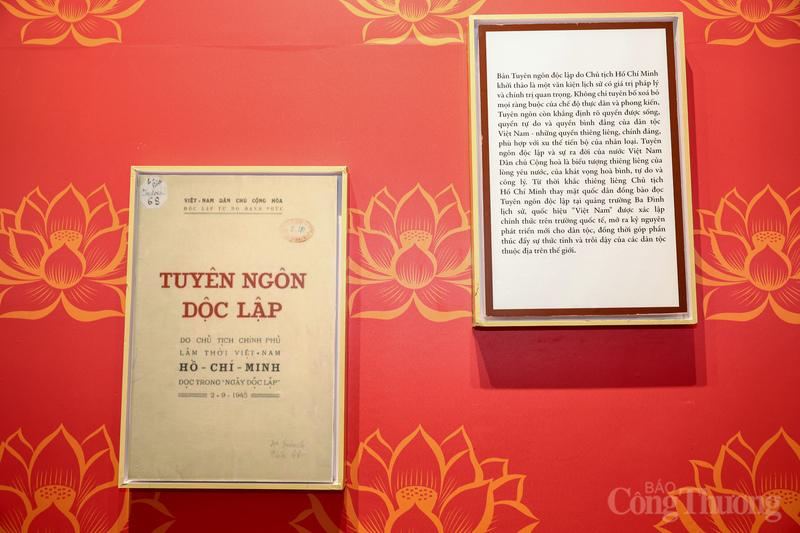 VIỆT-NAM DÂN CHỦ CỘNG HÒA
ĐỘC LẬP TỰ DO HẠNH PHÚC
TUYÊN NGÔN
DỘC LẬP
DO CHỦ TỊCH CHÍNH PHỦ
LÂM THỜI VIỆT-NAM
HỒ-CHÍ-MINH
DỌC TRONG "NGÀY DỘC LẬP"
2-9-1945
68
Bản Tuyên ngôn độc lập do Chủ tịch Hồ Chí Minh
khởi thảo là một văn kiện lịch sử có giá trị pháp lý
và chính trị quan trọng. Không chỉ tuyên bố xoá bỏ
mọi ràng buộc của chế độ thực dân và phong kiến,
Tuyên ngôn còn khẳng định rõ quyền được sống,
quyền tự do và quyền bình đẳng của dân tộc
Việt Nam - những quyền thiêng liêng, chính đáng,
phù hợp với xu thế tiến bộ của nhân loại. Tuyên
ngôn độc lập và sự ra đời của nước Việt Nam
Dân chủ Cộng hoà là biểu tượng thiêng liêng của
lòng yêu nước, của khát vọng hoà bình, tự do và
công lý. Từ thời khắc thiêng liêng Chủ tịch
Hồ Chí Minh thay mặt quốc dân đồng bào đọc
Tuyên ngôn độc lập tại quảng trường Ba Đình
lịch sử, quốc hiệu "Việt Nam" được xác lập
chính thức trên trường quốc tế, mở ra kỷ nguyên
phát triển mới cho dân tộc, đồng thời góp phần
thúc đẩy sự thức tỉnh và trỗi dậy của các dân tộc
thuộc địa trên thế giới.
BÁO
Công Thương